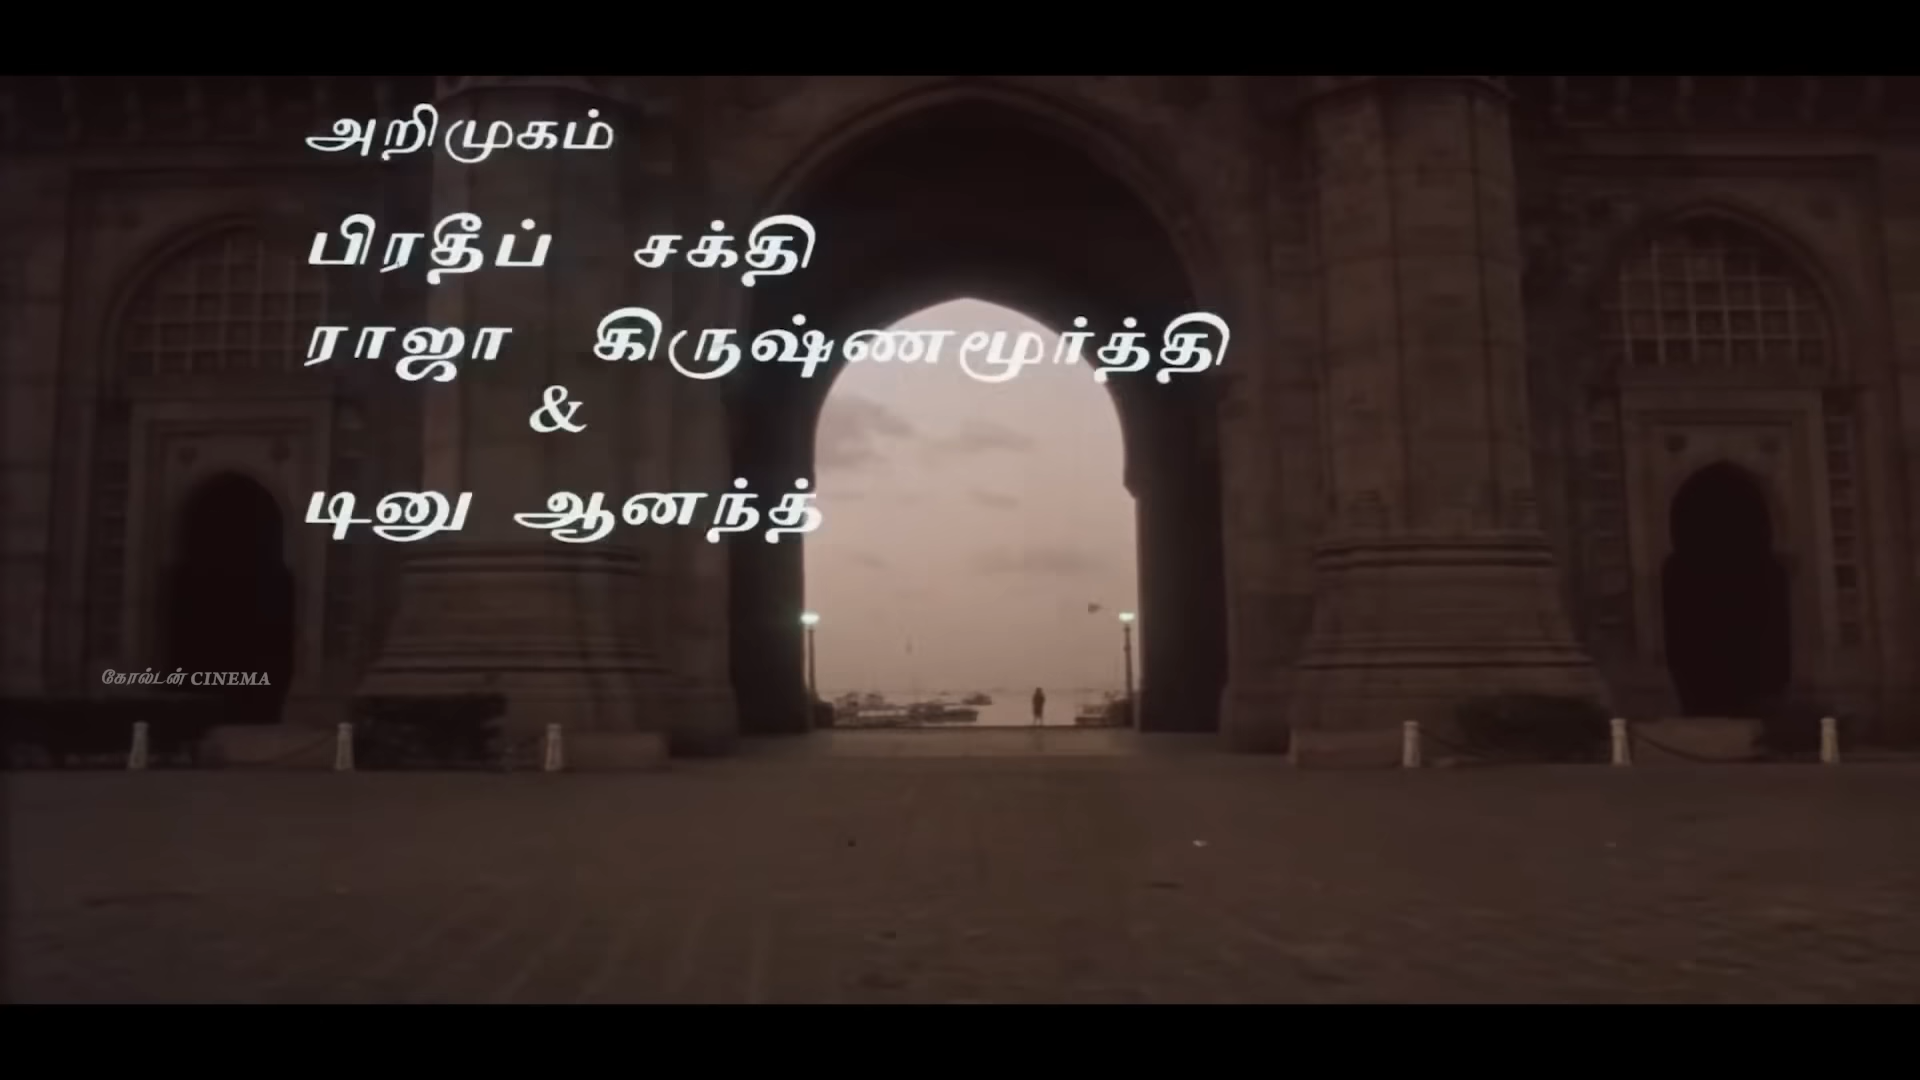 அறிமுகம்
பிரதீப் சக்தி
ராஜா கிருஷ்ணமூர்த்தி
&
டினு ஆனந்த்
கோல்டன் CINEMA